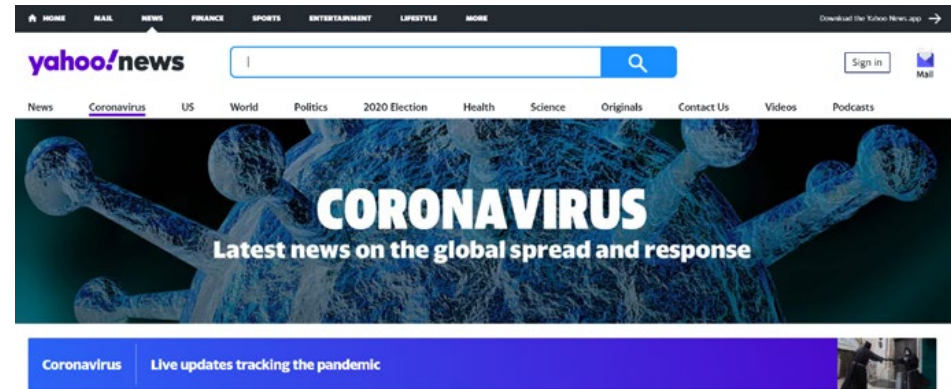 HOME MAIL NEWS FINANCE SPORTS ENTERTAINMENT LIFESTYLE MORE Download the Yahoo News app →
yahoo!news Sign in Mail
News Coronavirus US World Politics 2020 Election Health Science Originals Contact Us Videos Podcasts
CORONAVIRUS
Latest news on the global spread and response
Coronavirus Live updates tracking the pandemic